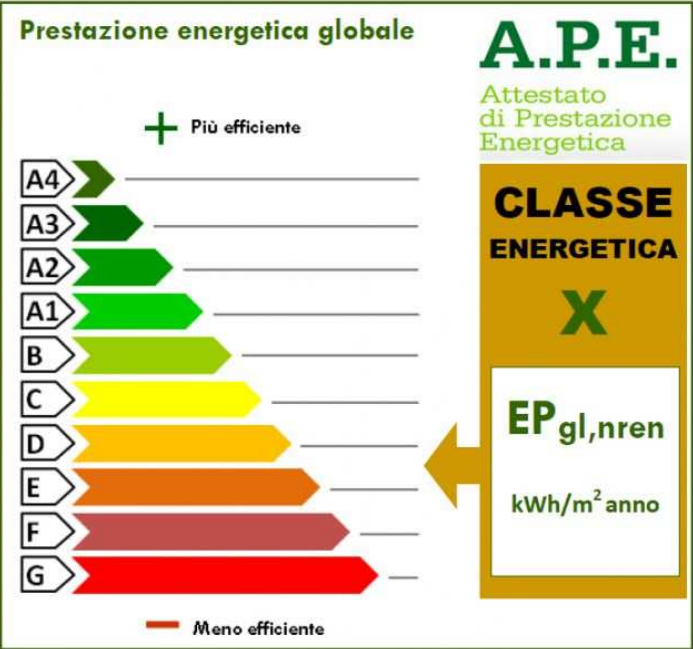 Prestazione energetica globale
A.P.E.
Attestato
di Prestazione
Energetica
+ Più efficiente
A4
A3
A2
A1
B
C
D
E
F
G
Meno efficiente
CLASSE
ENERGETICA
X
EPgl,nren
kWh/m² anno